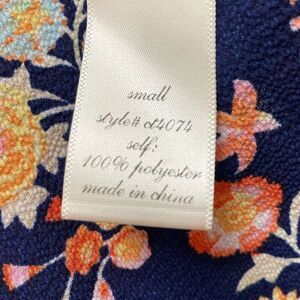 small
style# ct4074
self:
100% polyester
made in china